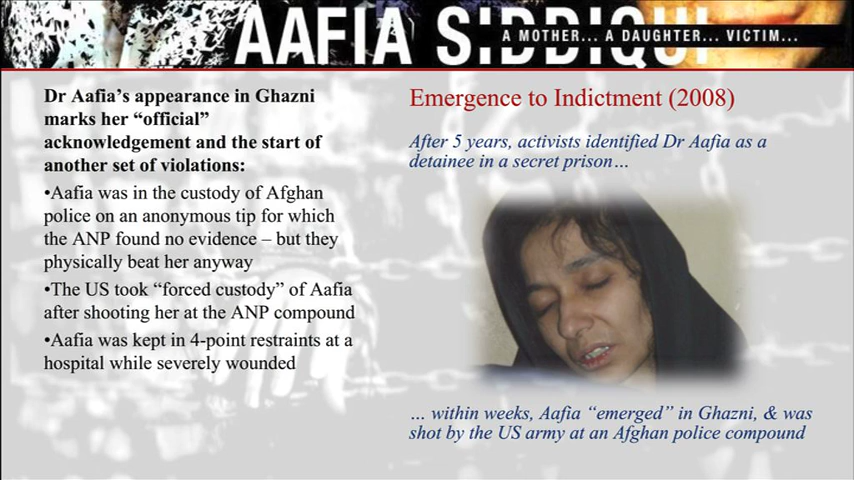 AAFIA SIDDIQUI
A MOTHER... A DAUGHTER... VICTIM...
Dr Aafia’s appearance in Ghazni
marks her “official”
acknowledgement and the start of
another set of violations:
•Aafia was in the custody of Afghan
police on an anonymous tip for which
the ANP found no evidence – but they
physically beat her anyway
•The US took “forced custody” of Aafia
after shooting her at the ANP compound
•Aafia was kept in 4-point restraints at a
hospital while severely wounded
Emergence to Indictment (2008)
After 5 years, activists identified Dr Aafia as a
detainee in a secret prison…
… within weeks, Aafia “emerged” in Ghazni, & was
shot by the US army at an Afghan police compound